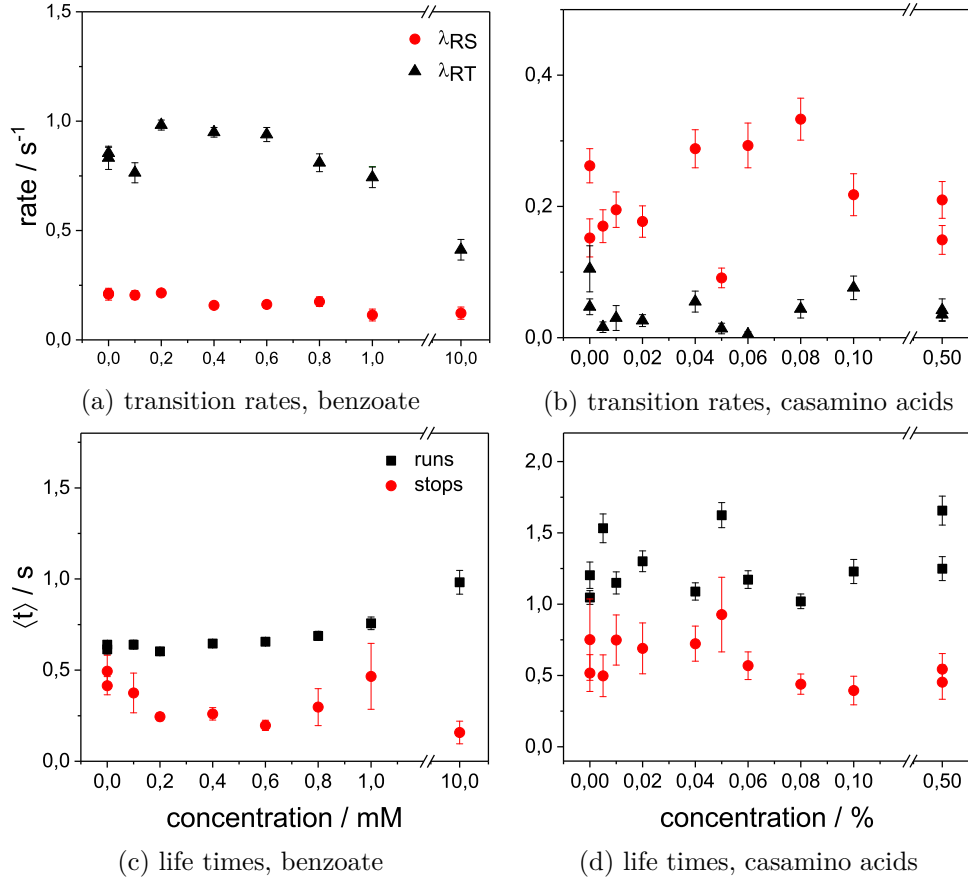 1,5
1,0
0,5
0,0
rate / s⁻¹
λRS
λRT
0,0 0,2 0,4 0,6 0,8 1,0 10,0
(a) transition rates, benzoate
0,4
0,2
0,0
0,00 0,02 0,04 0,06 0,08 0,10 0,50
(b) transition rates, casamino acids
1,5
1,0
0,5
0,0
⟨t⟩ / s
runs
stops
0,0 0,2 0,4 0,6 0,8 1,0 10,0
concentration / mM
(c) life times, benzoate
2,0
1,5
1,0
0,5
0,0
0,00 0,02 0,04 0,06 0,08 0,10 0,50
concentration / %
(d) life times, casamino acids